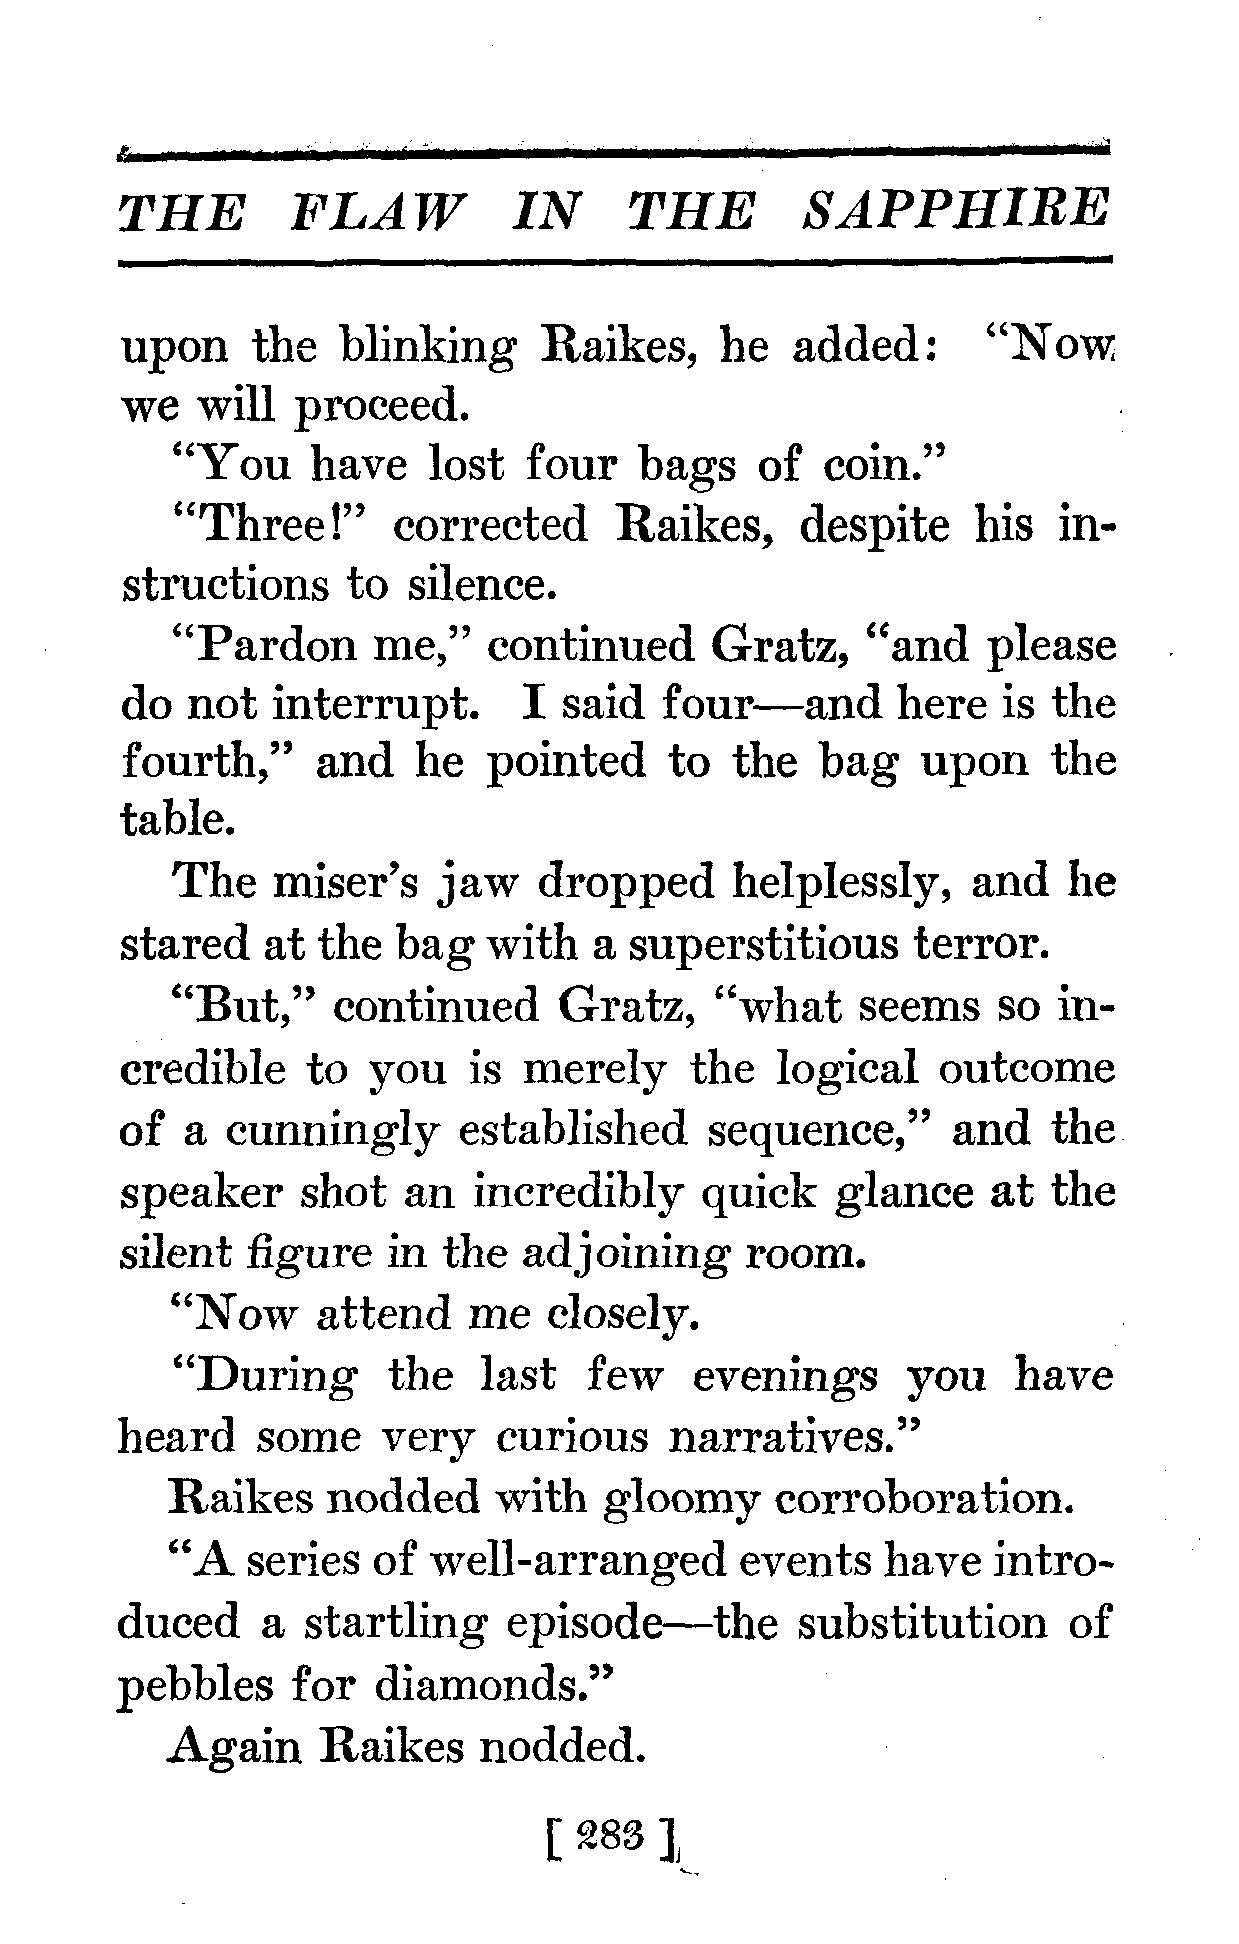 THE FLAW IN THE SAPPHIRE
upon the blinking Raikes, he added: “Now
we will proceed.
“You have lost four bags of coin.”
“Three!” corrected Raikes, despite his in-
structions to silence.
“Pardon me,” continued Gratz, “and please
do not interrupt. I said four—and here is the
fourth,” and he pointed to the bag upon the
table.
The miser’s jaw dropped helplessly, and he
stared at the bag with a superstitious terror.
“But,” continued Gratz, “what seems so in-
credible to you is merely the logical outcome
of a cunningly established sequence,” and the
speaker shot an incredibly quick glance at the
silent figure in the adjoining room.
“Now attend me closely.
“During the last few evenings you have
heard some very curious narratives.”
Raikes nodded with gloomy corroboration.
“A series of well-arranged events have intro-
duced a startling episode—the substitution of
pebbles for diamonds.”
Again Raikes nodded.
[ 283 ]